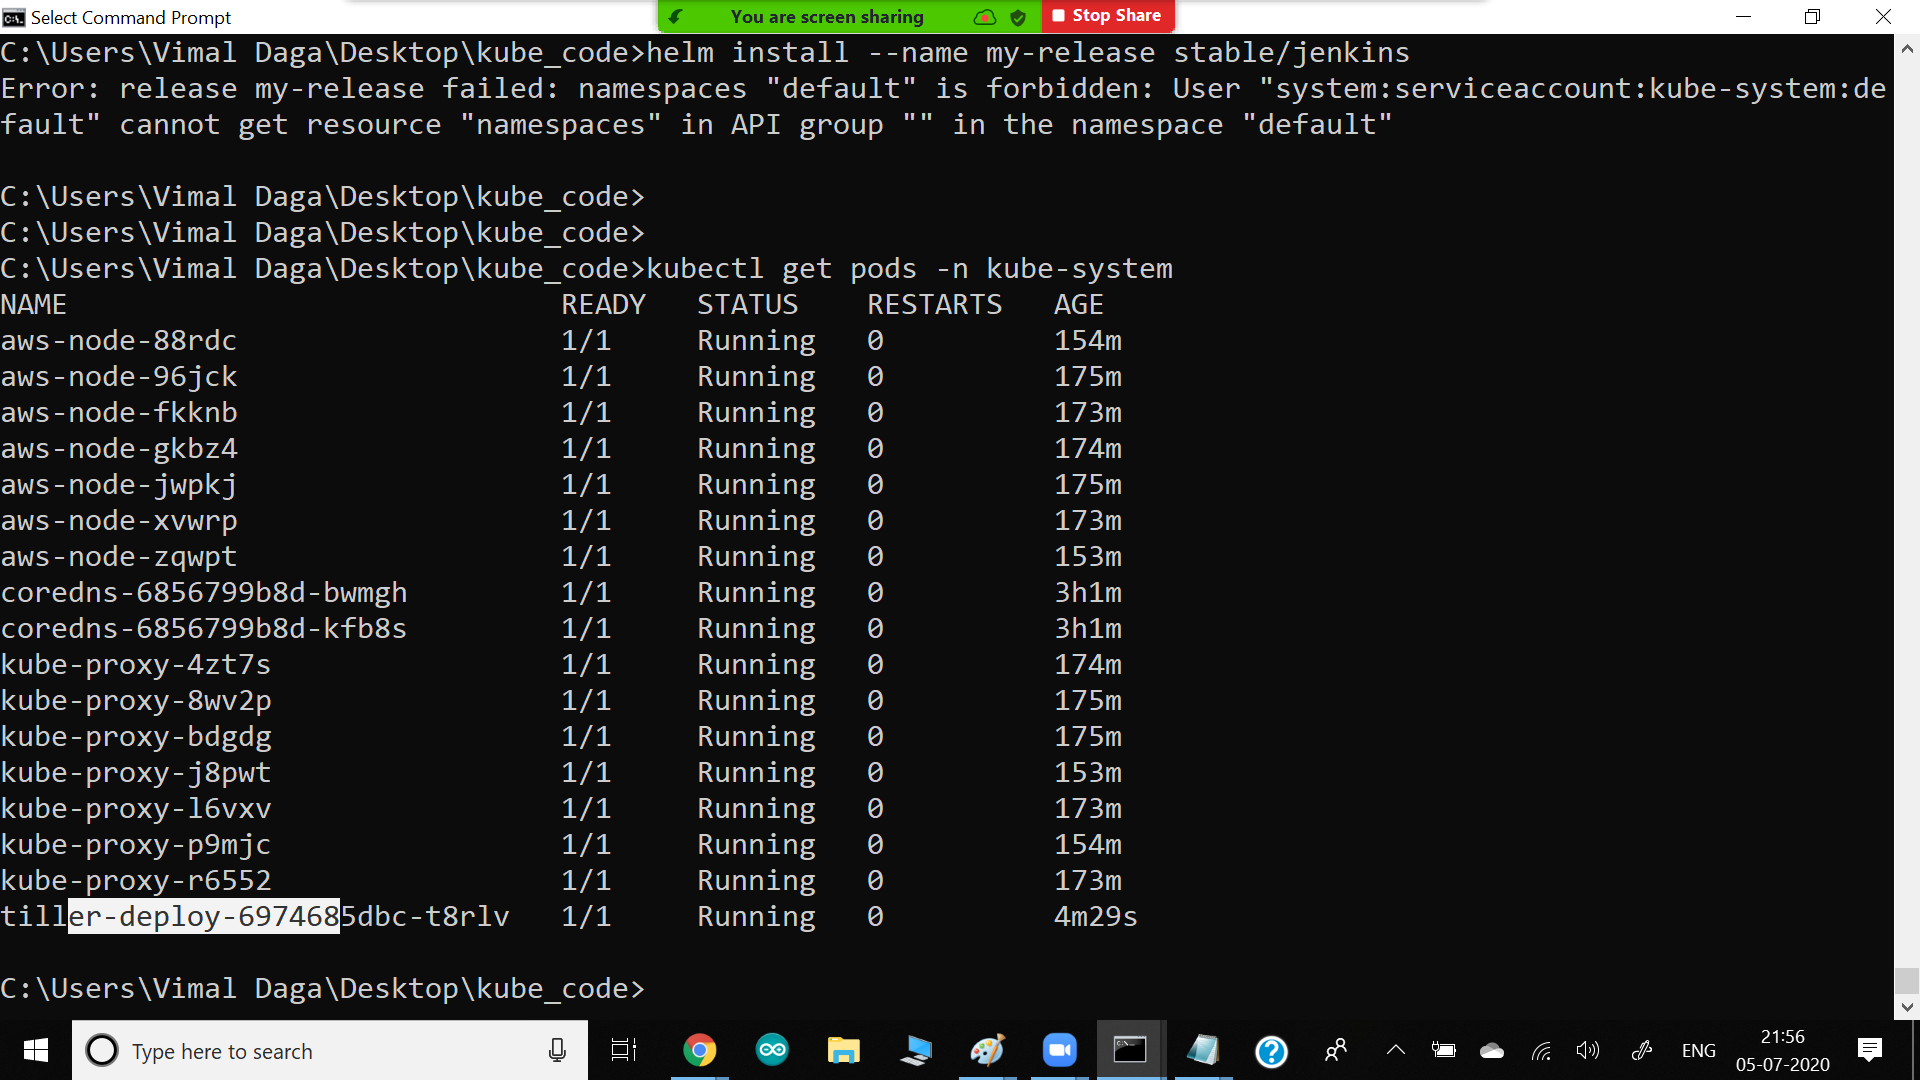 Select Command Prompt
You are screen sharing
Stop Share
C:\Users\Vimal Daga\Desktop\kube_code>helm install --name my-release stable/jenkins
Error: release my-release failed: namespaces "default" is forbidden: User "system:serviceaccount:kube-system:de
fault" cannot get resource "namespaces" in API group "" in the namespace "default"
C:\Users\Vimal Daga\Desktop\kube_code>
C:\Users\Vimal Daga\Desktop\kube_code>
C:\Users\Vimal Daga\Desktop\kube_code>kubectl get pods -n kube-system
NAME READY STATUS RESTARTS AGE
aws-node-88rdc 1/1 Running 0 154m
aws-node-96jck 1/1 Running 0 175m
aws-node-fkknb 1/1 Running 0 173m
aws-node-gkbz4 1/1 Running 0 174m
aws-node-jwpkj 1/1 Running 0 175m
aws-node-xvwrp 1/1 Running 0 173m
aws-node-zqwpt 1/1 Running 0 153m
coredns-6856799b8d-bwmgh 1/1 Running 0 3h1m
coredns-6856799b8d-kfb8s 1/1 Running 0 3h1m
kube-proxy-4zt7s 1/1 Running 0 174m
kube-proxy-8wv2p 1/1 Running 0 175m
kube-proxy-bdgdg 1/1 Running 0 175m
kube-proxy-j8pwt 1/1 Running 0 153m
kube-proxy-l6vxv 1/1 Running 0 173m
kube-proxy-p9mjc 1/1 Running 0 154m
kube-proxy-r6552 1/1 Running 0 173m
tiller-deploy-6974685dbc-t8rlv 1/1 Running 0 4m29s
C:\Users\Vimal Daga\Desktop\kube_code>
Type here to search
ENG
21:56
05-07-2020